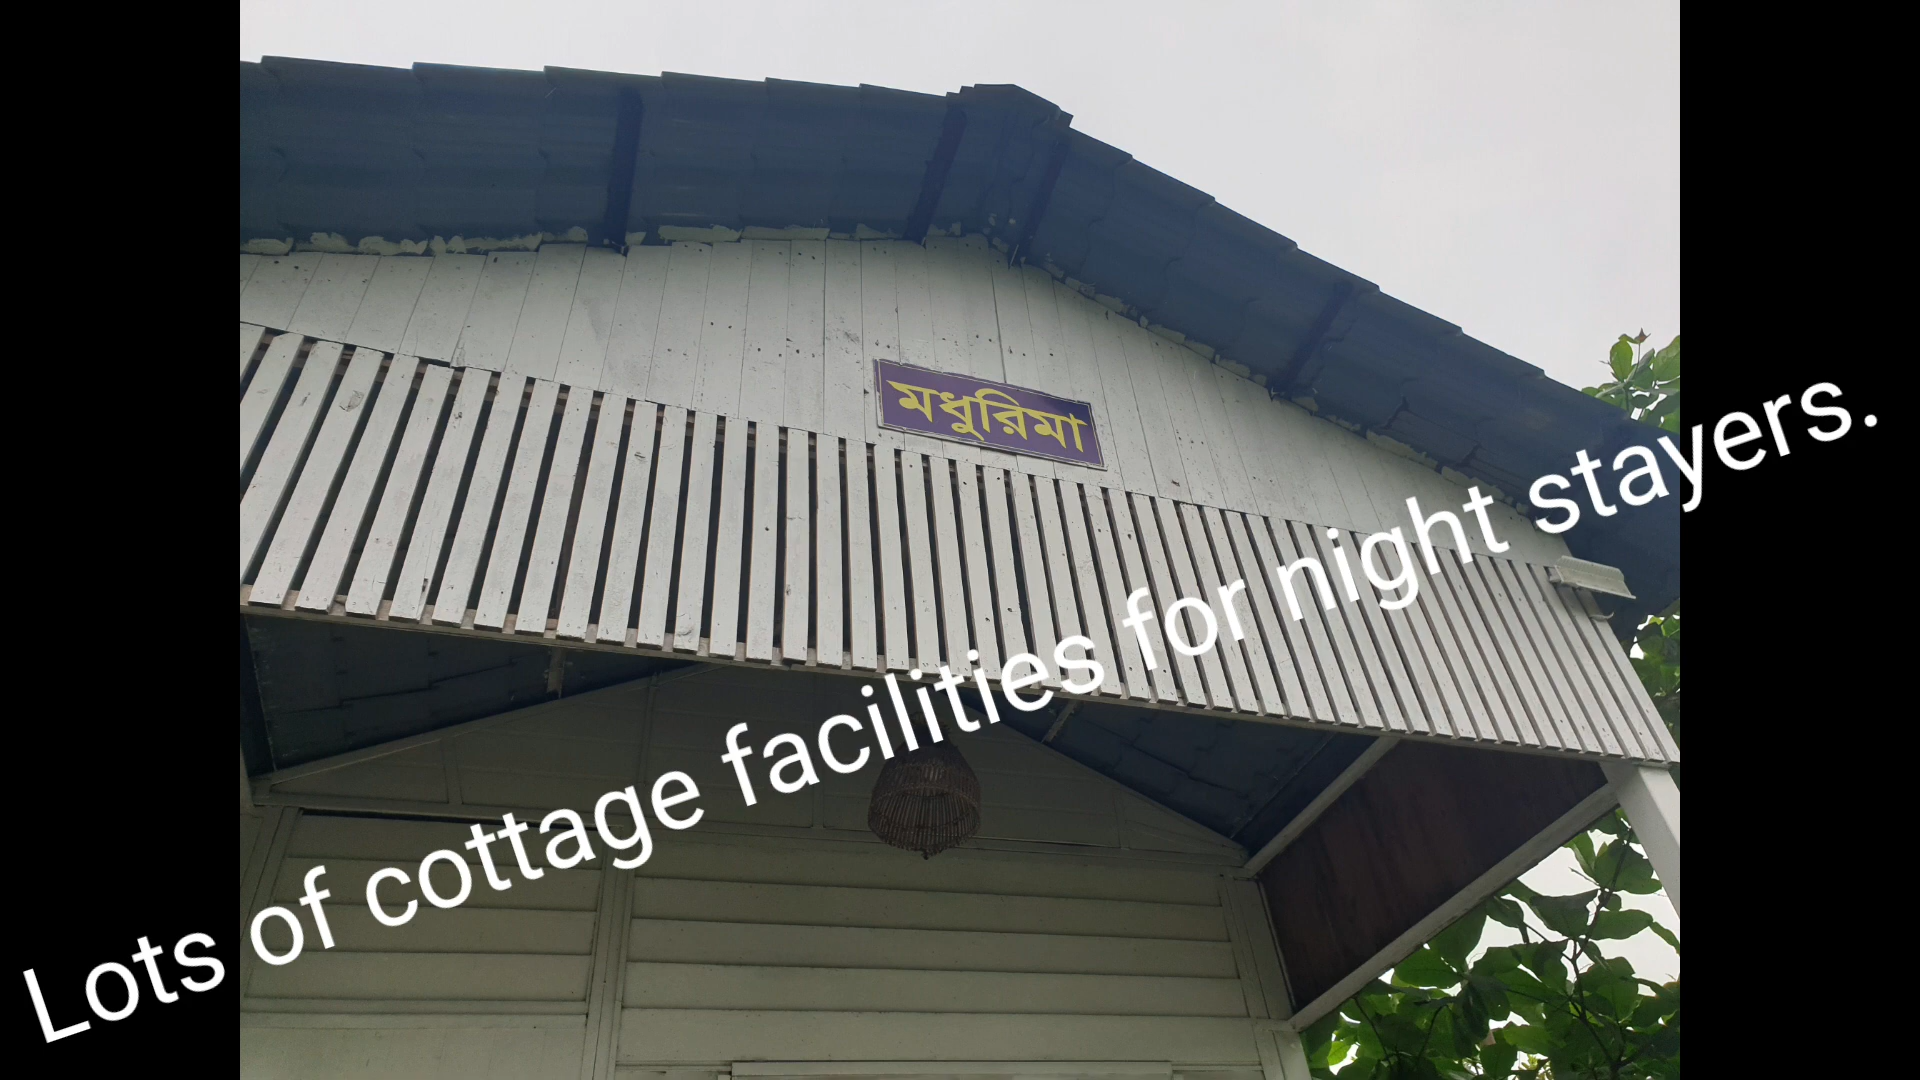 মধুরিমা
Lots of cottage facilities for night stayers.